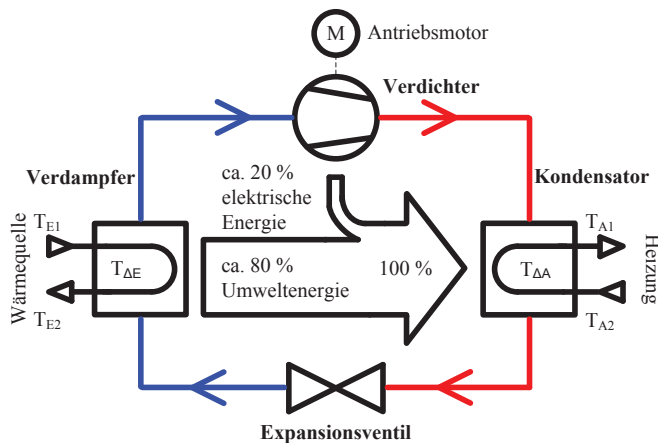 M
Antriebsmotor
Verdichter
Verdampfer
ca. 20 %
elektrische
Energie
Kondensator
Wärmequelle
T_E1
T_ΔE
T_E2
ca. 80 %
Umweltenergie
100 %
T_A1
T_ΔA
T_A2
Heizung
Expansionsventil